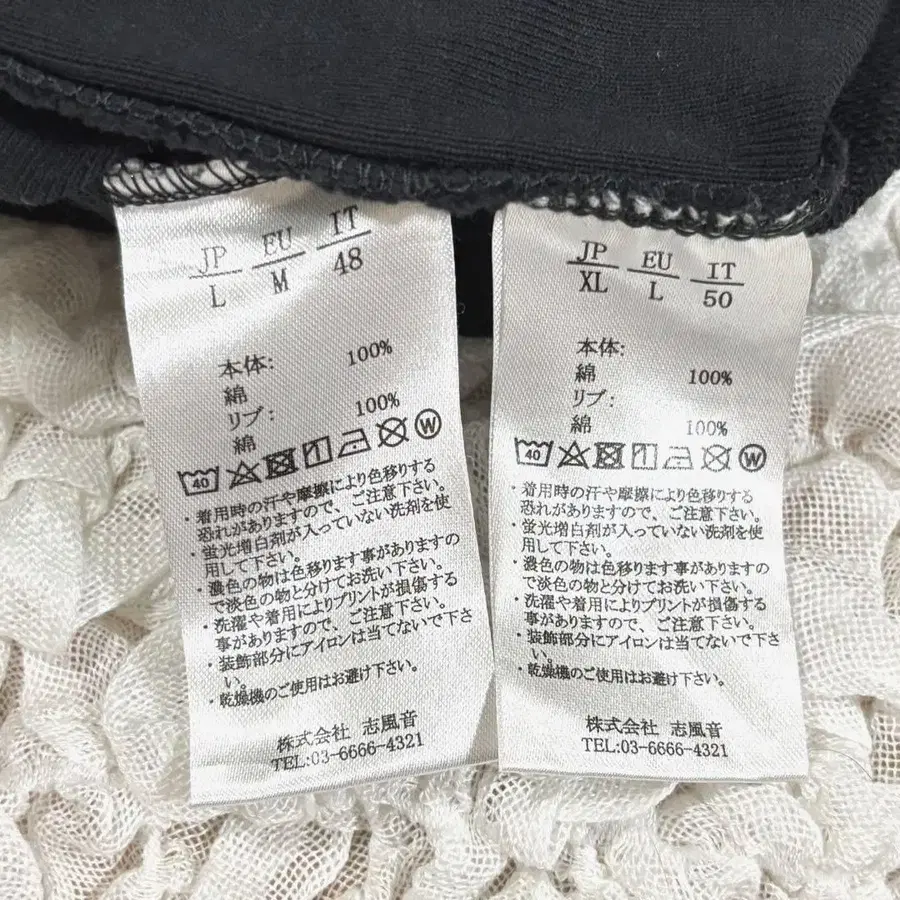 JP EU IT
L M 48
本体:
綿 100%
リブ:
綿 100%
40 W
・着用時の汗や摩擦により色移りする
恐れがありますので、ご注意下さい。
・蛍光増白剤が入っていない洗剤を使
用して下さい。
・濃色の物は色移ります事がありますの
で淡色の物と分けてお洗い下さい。
・洗濯や着用によりプリントが損傷する
事がありますので、ご注意下さい。
・装飾部分にアイロンは当てないで下さ
い。
・乾燥機のご使用はお避け下さい。
株式会社 志風音
TEL:03-6666-4321
JP EU IT
XL L 50
本体:
綿 100%
リブ:
綿 100%
40 W
・着用時の汗や摩擦により色移りする
恐れがありますので、ご注意下さい。
・蛍光増白剤が入っていない洗剤を使
用して下さい。
・濃色の物は色移ります事がありますの
で淡色の物と分けてお洗い下さい。
・洗濯や着用によりプリントが損傷する
事がありますので、ご注意下さい。
・装飾部分にアイロンは当てないで下さ
い。
・乾燥機のご使用はお避け下さい。
株式会社 志風音
TEL:03-6666-4321